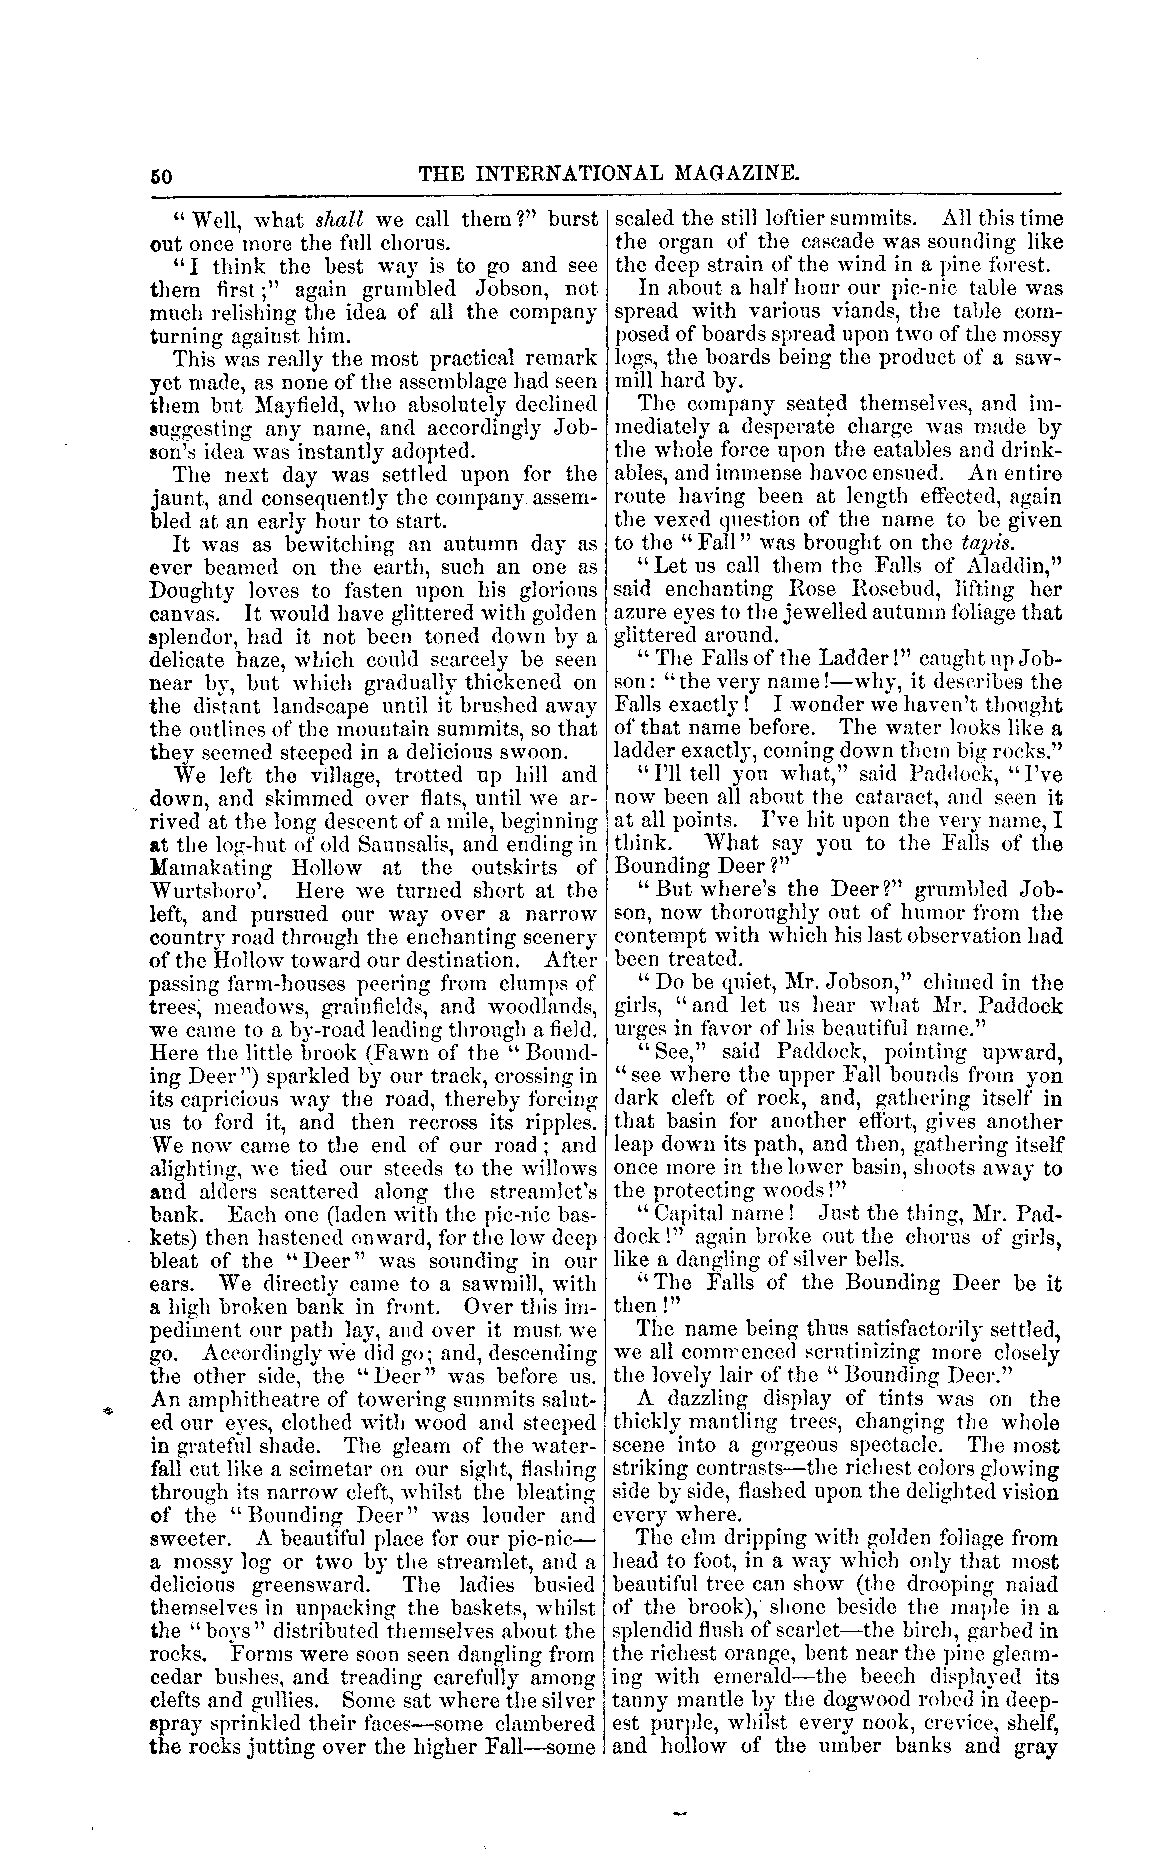 50 THE INTERNATIONAL MAGAZINE.
"Well, what shall we call them?" burst
out once more the full chorus.
"I think the best way is to go and see
them first;" again grumbled Jobson, not
much relishing the idea of all the company
turning against him.
This was really the most practical remark
yet made, as none of the assemblage had seen
them but Mayfield, who absolutely declined
suggesting any name, and accordingly Job-
son's idea was instantly adopted.
The next day was settled upon for the
jaunt, and consequently the company assem-
bled at an early hour to start.
It was as bewitching an autumn day as
ever beamed on the earth, such an one as
Doughty loves to fasten upon his glorious
canvas. It would have glittered with golden
splendor, had it not been toned down by a
delicate haze, which could scarcely be seen
near by, but which gradually thickened on
the distant landscape until it brushed away
the outlines of the mountain summits, so that
they seemed steeped in a delicious swoon.
We left the village, trotted up hill and
down, and skimmed over flats, until we ar-
rived at the long descent of a mile, beginning
at the log-hut of old Saunsalis, and ending in
Mamakating Hollow at the outskirts of
Wurtsboro'. Here we turned short at the
left, and pursued our way over a narrow
country road through the enchanting scenery
of the Hollow toward our destination. After
passing farm-houses peering from clumps of
trees, meadows, grainfields, and woodlands,
we came to a by-road leading through a field.
Here the little brook (Fawn of the "Bound-
ing Deer") sparkled by our track, crossing in
its capricious way the road, thereby forcing
us to ford it, and then recross its ripples.
We now came to the end of our road; and
alighting, we tied our steeds to the willows
and alders scattered along the streamlet's
bank. Each one (laden with the pic-nic bas-
kets) then hastened onward, for the low deep
bleat of the "Deer" was sounding in our
ears. We directly came to a sawmill, with
a high broken bank in front. Over this im-
pediment our path lay, and over it must we
go. Accordingly we did go; and, descending
the other side, the "Deer" was before us.
An amphitheatre of towering summits salut-
ed our eyes, clothed with wood and steeped
in grateful shade. The gleam of the water-
fall cut like a scimetar on our sight, flashing
through its narrow cleft, whilst the bleating
of the "Bounding Deer" was louder and
sweeter. A beautiful place for our pic-nic—
a mossy log or two by the streamlet, and a
delicious greensward. The ladies busied
themselves in unpacking the baskets, whilst
the "boys" distributed themselves about the
rocks. Forms were soon seen dangling from
cedar bushes, and treading carefully among
clefts and gullies. Some sat where the silver
spray sprinkled their faces—some clambered
the rocks jutting over the higher Fall—some
scaled the still loftier summits. All this time
the organ of the cascade was sounding like
the deep strain of the wind in a pine forest.
In about a half hour our pic-nic table was
spread with various viands, the table com-
posed of boards spread upon two of the mossy
logs, the boards being the product of a saw-
mill hard by.
The company seated themselves, and im-
mediately a desperate charge was made by
the whole force upon the eatables and drink-
ables, and immense havoc ensued. An entire
route having been at length effected, again
the vexed question of the name to be given
to the "Fall" was brought on the tapis.
"Let us call them the Falls of Aladdin,"
said enchanting Rose Rosebud, lifting her
azure eyes to the jewelled autumn foliage that
glittered around.
"The Falls of the Ladder!" caught up Job-
son: "the very name!—why, it describes the
Falls exactly! I wonder we haven't thought
of that name before. The water looks like a
ladder exactly, coming down them big rocks."
"I'll tell you what," said Paddock, "I've
now been all about the cataract, and seen it
at all points. I've hit upon the very name, I
think. What say you to the Falls of the
Bounding Deer?"
"But where's the Deer?" grumbled Job-
son, now thoroughly out of humor from the
contempt with which his last observation had
been treated.
"Do be quiet, Mr. Jobson," chimed in the
girls, "and let us hear what Mr. Paddock
urges in favor of his beautiful name."
"See," said Paddock, pointing upward,
"see where the upper Fall bounds from yon
dark cleft of rock, and, gathering itself in
that basin for another effort, gives another
leap down its path, and then, gathering itself
once more in the lower basin, shoots away to
the protecting woods!"
"Capital name! Just the thing, Mr. Pad-
dock!" again broke out the chorus of girls,
like a dangling of silver bells.
"The Falls of the Bounding Deer be it
then!"
The name being thus satisfactorily settled,
we all commenced scrutinizing more closely
the lovely lair of the "Bounding Deer."
A dazzling display of tints was on the
thickly mantling trees, changing the whole
scene into a gorgeous spectacle. The most
striking contrasts—the richest colors glowing
side by side, flashed upon the delighted vision
every where.
The elm dripping with golden foliage from
head to foot, in a way which only that most
beautiful tree can show (the drooping naiad
of the brook), shone beside the maple in a
splendid flush of scarlet—the birch, garbed in
the richest orange, bent near the pine gleam-
ing with emerald—the beech displayed its
tanny mantle by the dogwood robed in deep-
est purple, whilst every nook, crevice, shelf,
and hollow of the umber banks and gray